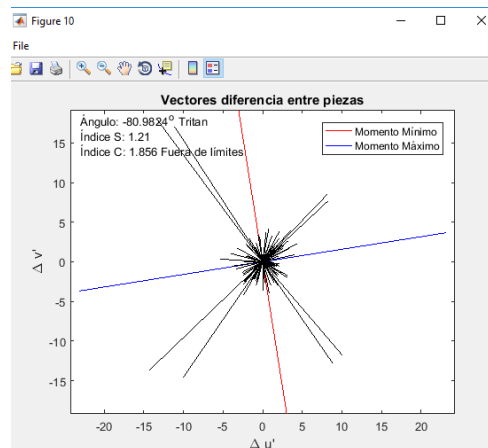 Figure 10
File
Vectores diferencia entre piezas
Ángulo: -80.9824° Tritan
Índice S: 1.21
Índice C: 1.856 Fuera de límites
Momento Mínimo
Momento Máximo
15
10
5
0
-5
-10
-15
Δ v'
-20 -15 -10 -5 0 5 10 15 20
Δ u'